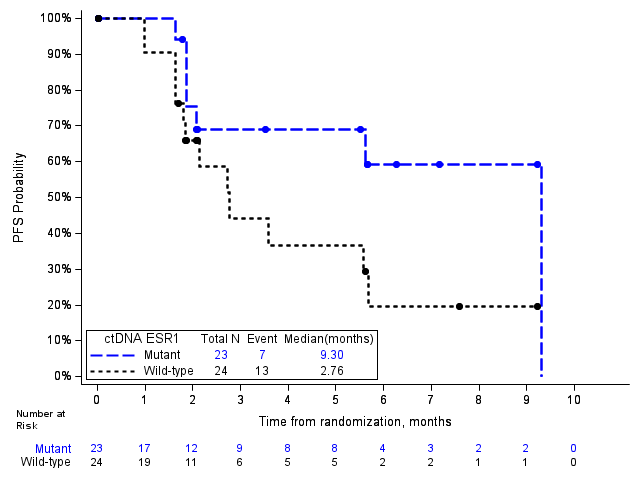 100%
90%
80%
70%
60%
50%
40%
30%
20%
10%
0%
PFS Probability
ctDNA ESR1 Total N Event Median(months)
Mutant 23 7 9.30
Wild-type 24 13 2.76
0 1 2 3 4 5 6 7 8 9 10
Time from randomization, months
Number at
Risk
Mutant 23 17 12 9 8 8 4 3 2 2 0
Wild-type 24 19 11 6 5 5 2 2 1 1 0